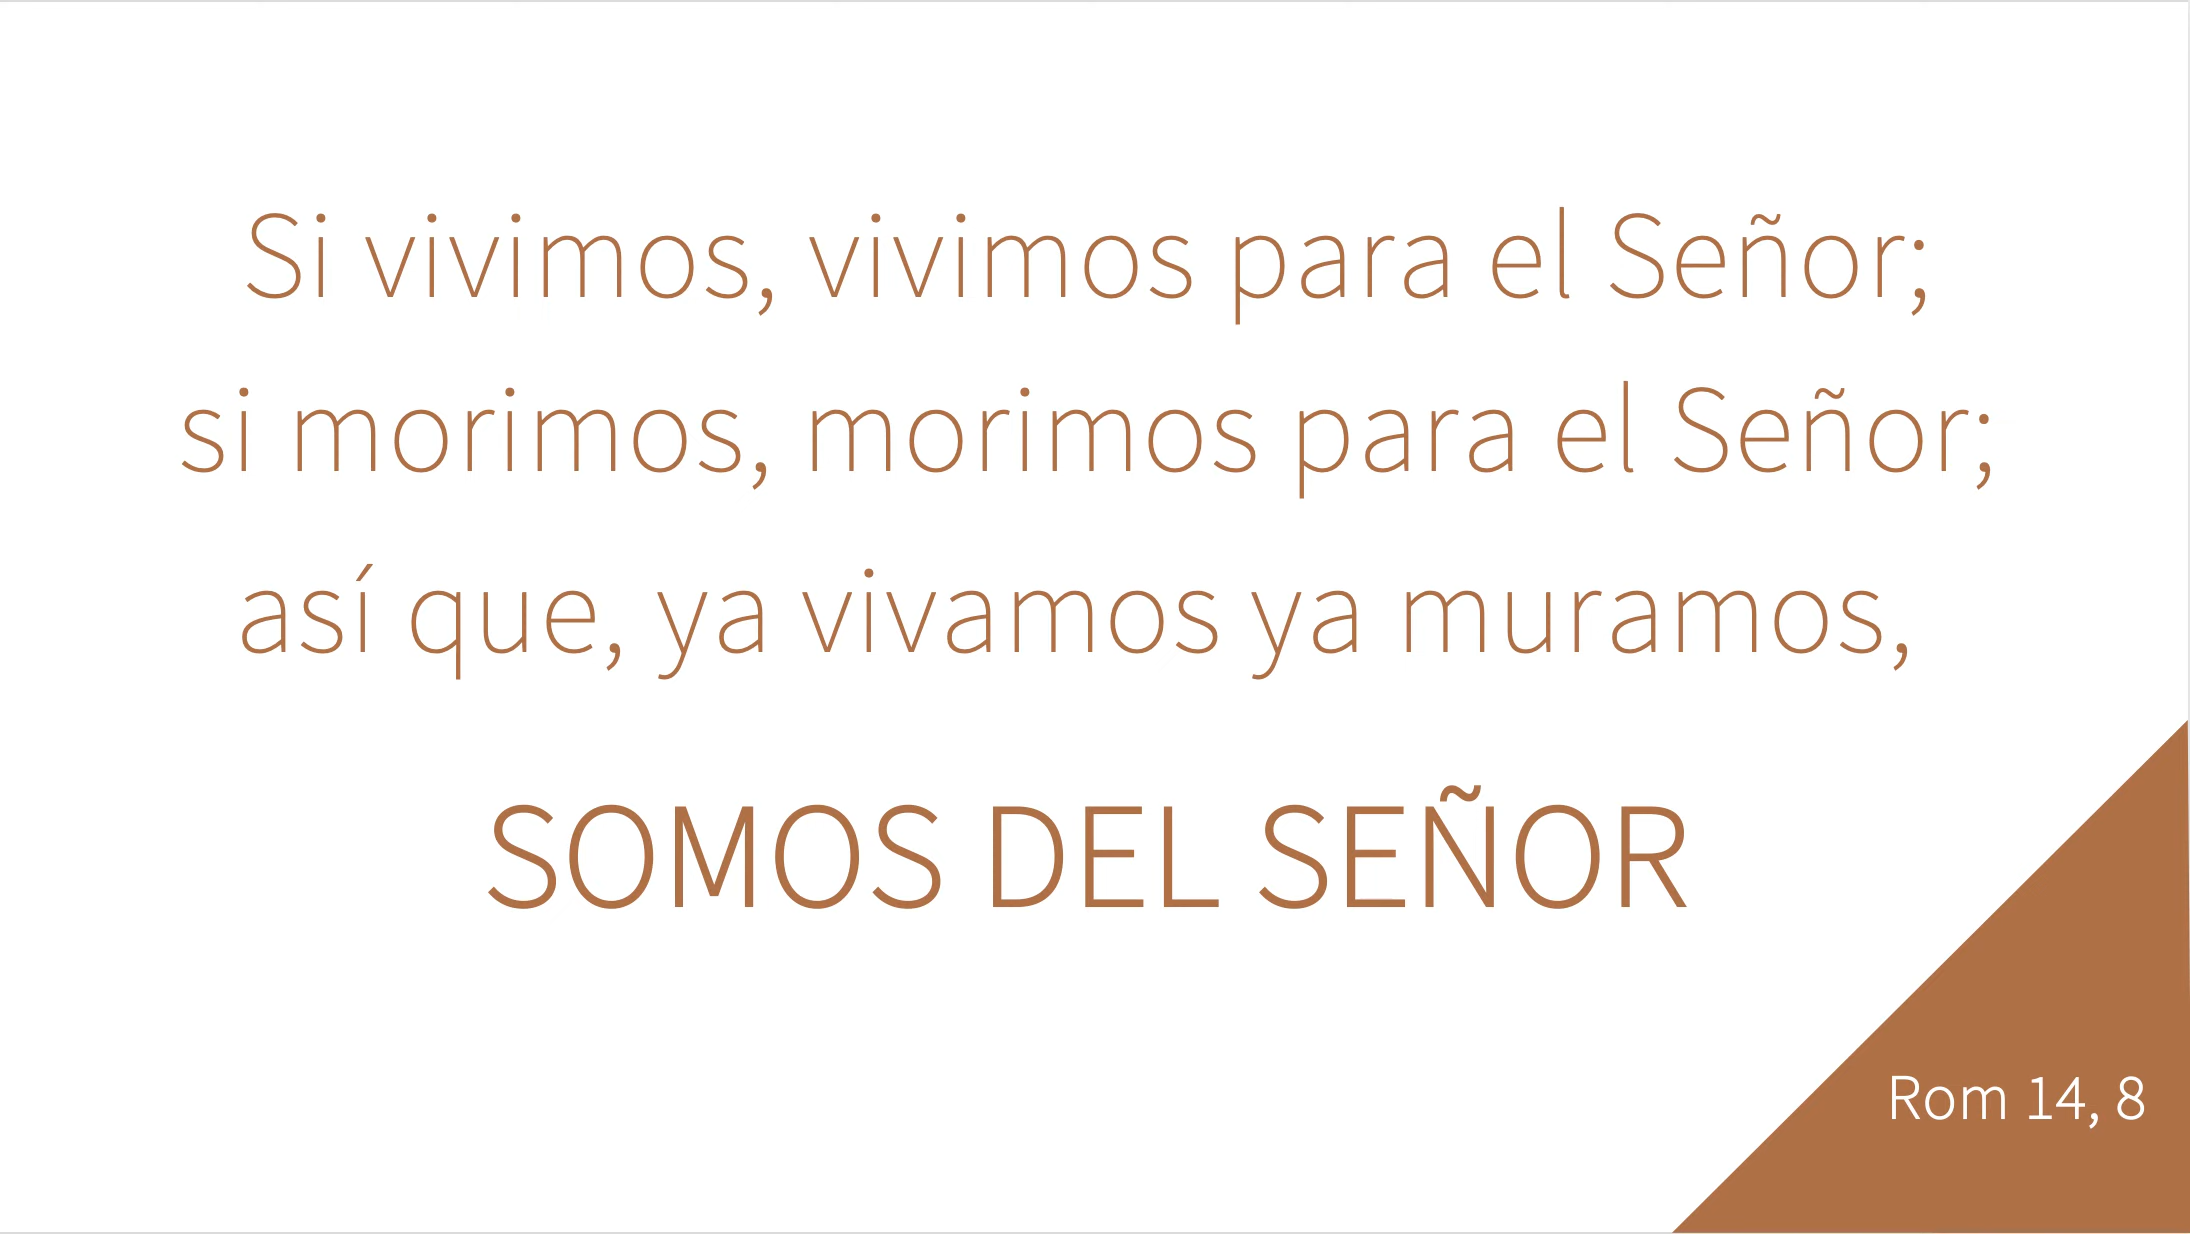 Si vivimos, vivimos para el Señor;
si morimos, morimos para el Señor;
así que, ya vivamos ya muramos,
SOMOS DEL SEÑOR
Rom 14, 8